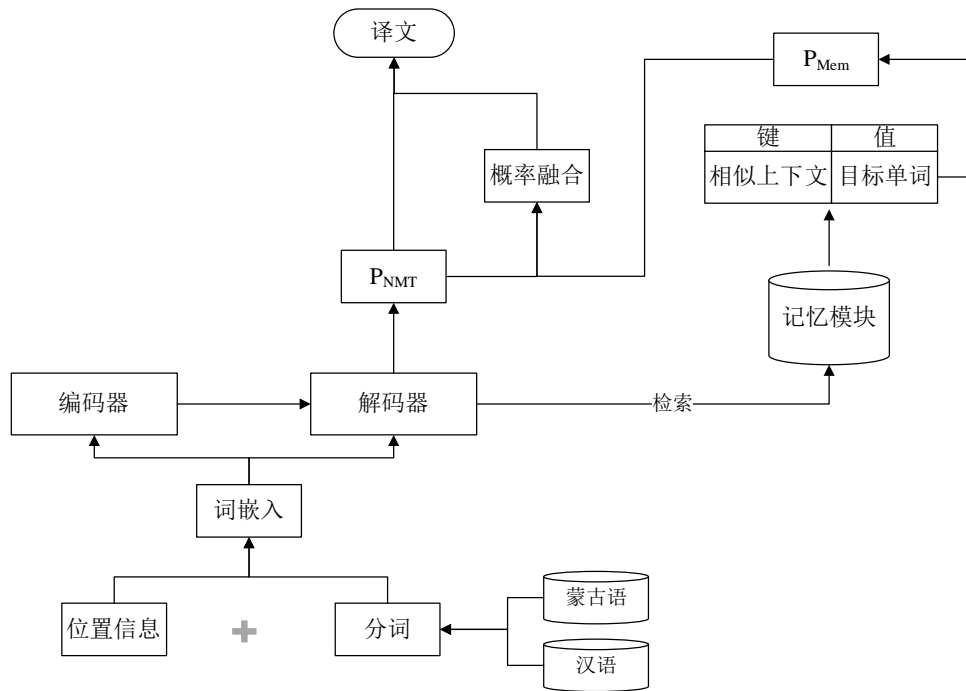 译文
P_Mem
键 值
相似上下文 目标单词
概率融合
P_NMT
记忆模块
编码器
解码器
检索
词嵌入
蒙古语
位置信息
分词
汉语